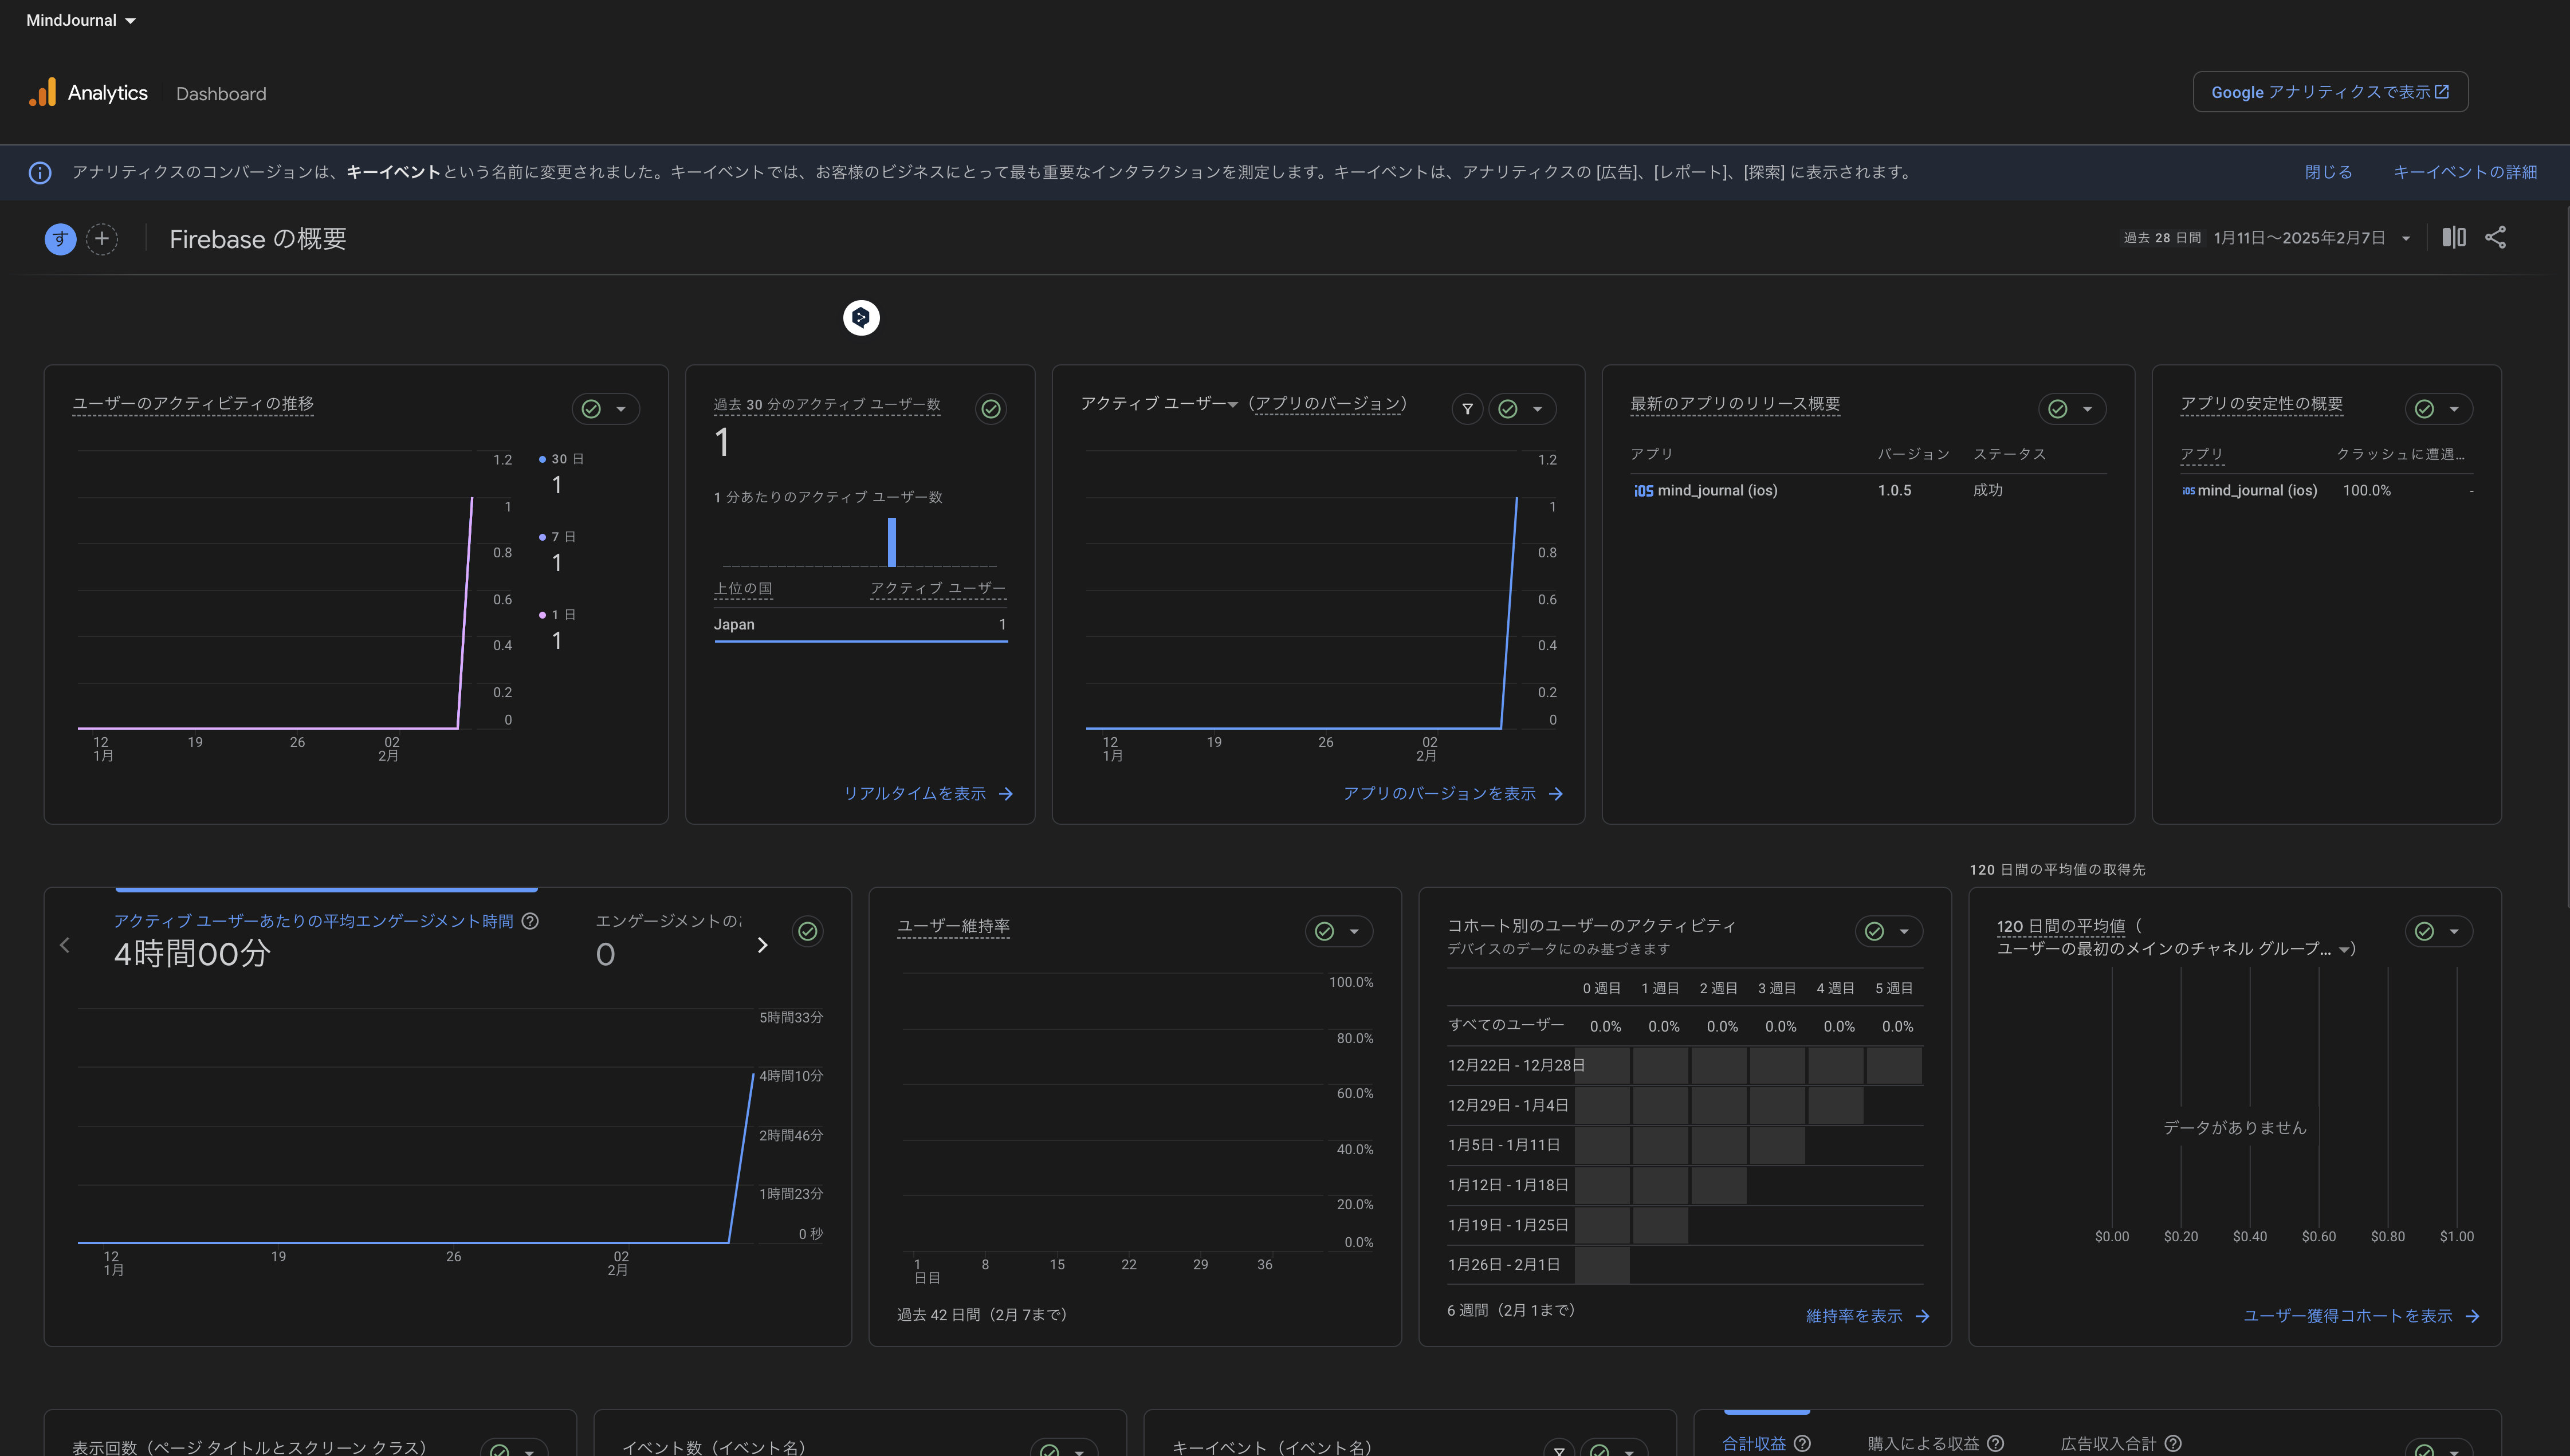 MindJournal
Analytics Dashboard
Google アナリティクスで表示
アナリティクスのコンバージョンは、キーイベントという名前に変更されました。キーイベントでは、お客様のビジネスにとって最も重要なインタラクションを測定します。キーイベントは、アナリティクスの [広告]、[レポート]、[探索] に表示されます。
閉じる
キーイベントの詳細
す
Firebase の概要
過去 28 日間 1月11日～2025年2月7日
ユーザーのアクティビティの推移
1.2
1
0.8
0.6
0.4
0.2
0
12
1月
19
26
02
2月
30 日
1
7 日
1
1 日
1
過去 30 分のアクティブ ユーザー数
1
1 分あたりのアクティブ ユーザー数
上位の国 アクティブ ユーザー
Japan 1
リアルタイムを表示
アクティブ ユーザー（アプリのバージョン）
1.2
1
0.8
0.6
0.4
0.2
0
12
1月
19
26
02
2月
アプリのバージョンを表示
最新のアプリのリリース概要
アプリ バージョン ステータス
iOS mind_journal (ios) 1.0.5 成功
アプリの安定性の概要
アプリ クラッシュに遭遇...
iOS mind_journal (ios) 100.0% -
アクティブ ユーザーあたりの平均エンゲージメント時間
4時間00分
エンゲージメントの
0
5時間33分
4時間10分
2時間46分
1時間23分
0 秒
12
1月
19
26
02
2月
ユーザー維持率
100.0%
80.0%
60.0%
40.0%
20.0%
0.0%
1
日目
8
15
22
29
36
過去 42 日間（2月 7まで）
コホート別のユーザーのアクティビティ
デバイスのデータにのみ基づきます
0 週目 1 週目 2 週目 3 週目 4 週目 5 週目
すべてのユーザー 0.0% 0.0% 0.0% 0.0% 0.0% 0.0%
12月22日 - 12月28日
12月29日 - 1月4日
1月5日 - 1月11日
1月12日 - 1月18日
1月19日 - 1月25日
1月26日 - 2月1日
6 週間（2月 1まで）
維持率を表示
120 日間の平均値の取得先
120 日間の平均値（
ユーザーの最初のメインのチャネル グループ...）
データがありません
$0.00 $0.20 $0.40 $0.60 $0.80 $1.00
ユーザー獲得コホートを表示
表示回数（ページ タイトルとスクリーン クラス）
イベント数（イベント名）
キーイベント（イベント名）
合計収益 購入による収益 広告収入合計